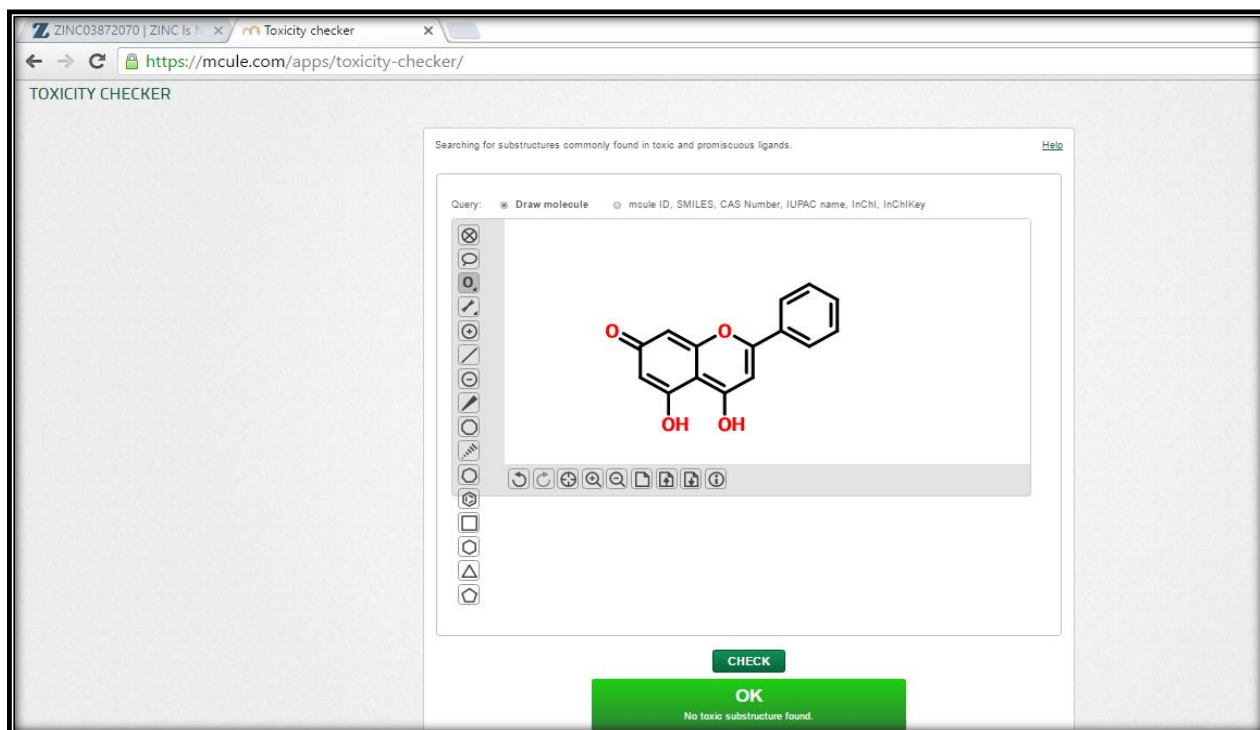 ZINC03872070 | ZINC Is N
Toxicity checker
https://mcule.com/apps/toxicity-checker/
TOXICITY CHECKER
Searching for substructures commonly found in toxic and promiscuous ligands.
Help
Query: Draw molecule mcule ID, SMILES, CAS Number, IUPAC name, InChI, InChIKey
O
O
O
OH OH
CHECK
OK
No toxic substructure found.